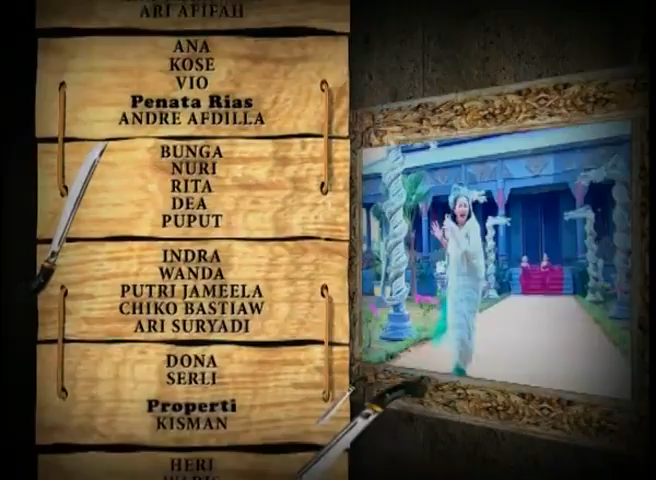 ARI AFIFAH
ANA
KOSE
VIO
Penata Rias
ANDRE AFDILLA
BUNGA
NURI
RITA
DEA
PUPUT
INDRA
WANDA
PUTRI JAMEELA
CHIKO BASTIAW
ARI SURYADI
DONA
SERLI
Properti
KISMAN
HERI